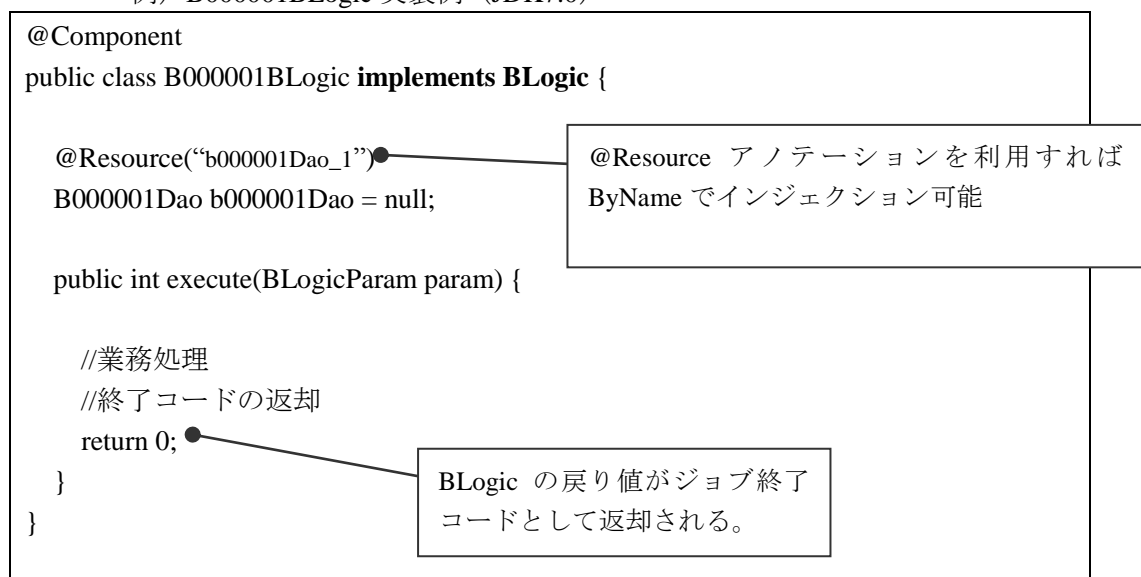 @Component
public class B000001BLogic implements BLogic {
@Resource(“b000001Dao_1”)
B000001Dao b000001Dao = null;
@Resource アノテーションを利用すれば
ByName でインジェクション可能
public int execute(BLogicParam param) {
//業務処理
//終了コードの返却
return 0;
BLogic の戻り値がジョブ終了
コードとして返却される。
}
}